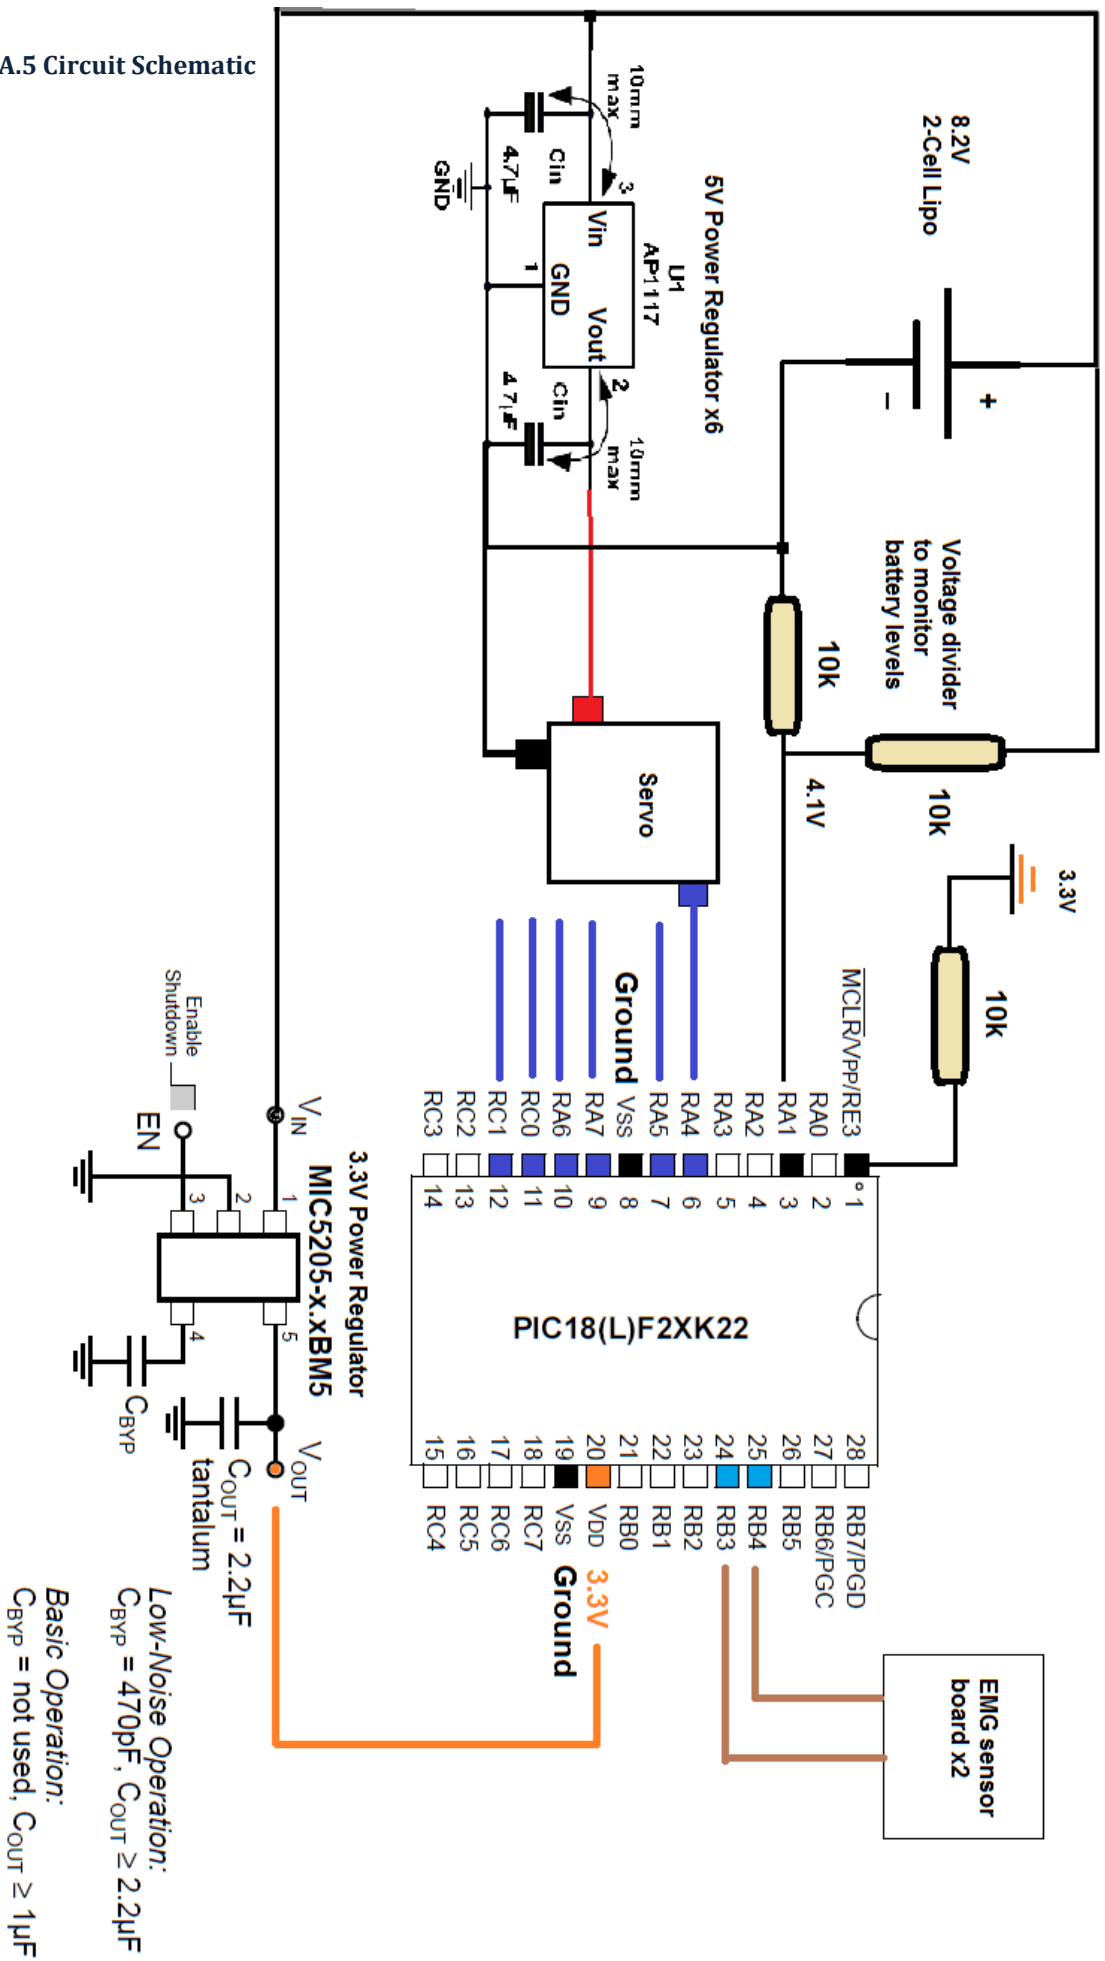 A.5 Circuit Schematic
8.2V
2-Cell Lipo
+
–
5V Power Regulator x6
U1
AP1117
10mm
max
3
Vin
GND
1
Vout
2
Cin
4.7µF
GND
Cin
4.7µF
10mm
max
Voltage divider
to monitor
battery levels
10k
10k
4.1V
Servo
3.3V
10k
Ground
MCLR/VPP/RE3
RA0
RA1
RA2
RA3
RA4
RA5
VSS
RA7
RA6
RC0
RC1
RC2
RC3
1
2
3
4
5
6
7
8
9
10
11
12
13
14
PIC18(L)F2XK22
28
27
26
25
24
23
22
21
20
19
18
17
16
15
RB7/PGD
RB6/PGC
RB5
RB4
RB3
RB2
RB1
RB0
VDD
VSS
RC7
RC6
RC5
RC4
3.3V
Ground
EMG sensor
board x2
3.3V Power Regulator
MIC5205-x.xBM5
VIN
1
2
3
4
5
Enable
Shutdown
EN
CBYP
VOUT
COUT = 2.2µF
tantalum
Low-Noise Operation:
CBYP = 470pF, COUT ≥ 2.2µF
Basic Operation:
CBYP = not used, COUT ≥ 1µF